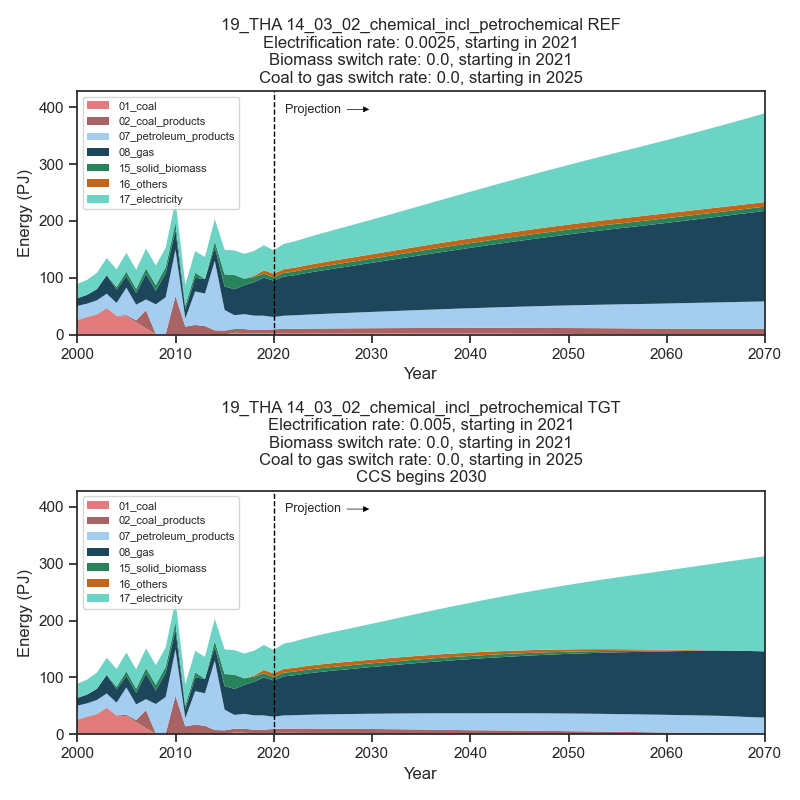 19_THA 14_03_02_chemical_incl_petrochemical REF
Electrification rate: 0.0025, starting in 2021
Biomass switch rate: 0.0, starting in 2021
Coal to gas switch rate: 0.0, starting in 2025
400
300
200
100
0
Energy (PJ)
01_coal
02_coal_products
07_petroleum_products
08_gas
15_solid_biomass
16_others
17_electricity
Projection
2000 2010 2020 2030 2040 2050 2060 2070
Year
19_THA 14_03_02_chemical_incl_petrochemical TGT
Electrification rate: 0.005, starting in 2021
Biomass switch rate: 0.0, starting in 2021
Coal to gas switch rate: 0.0, starting in 2025
CCS begins 2030
400
300
200
100
0
Energy (PJ)
01_coal
02_coal_products
07_petroleum_products
08_gas
15_solid_biomass
16_others
17_electricity
Projection
2000 2010 2020 2030 2040 2050 2060 2070
Year